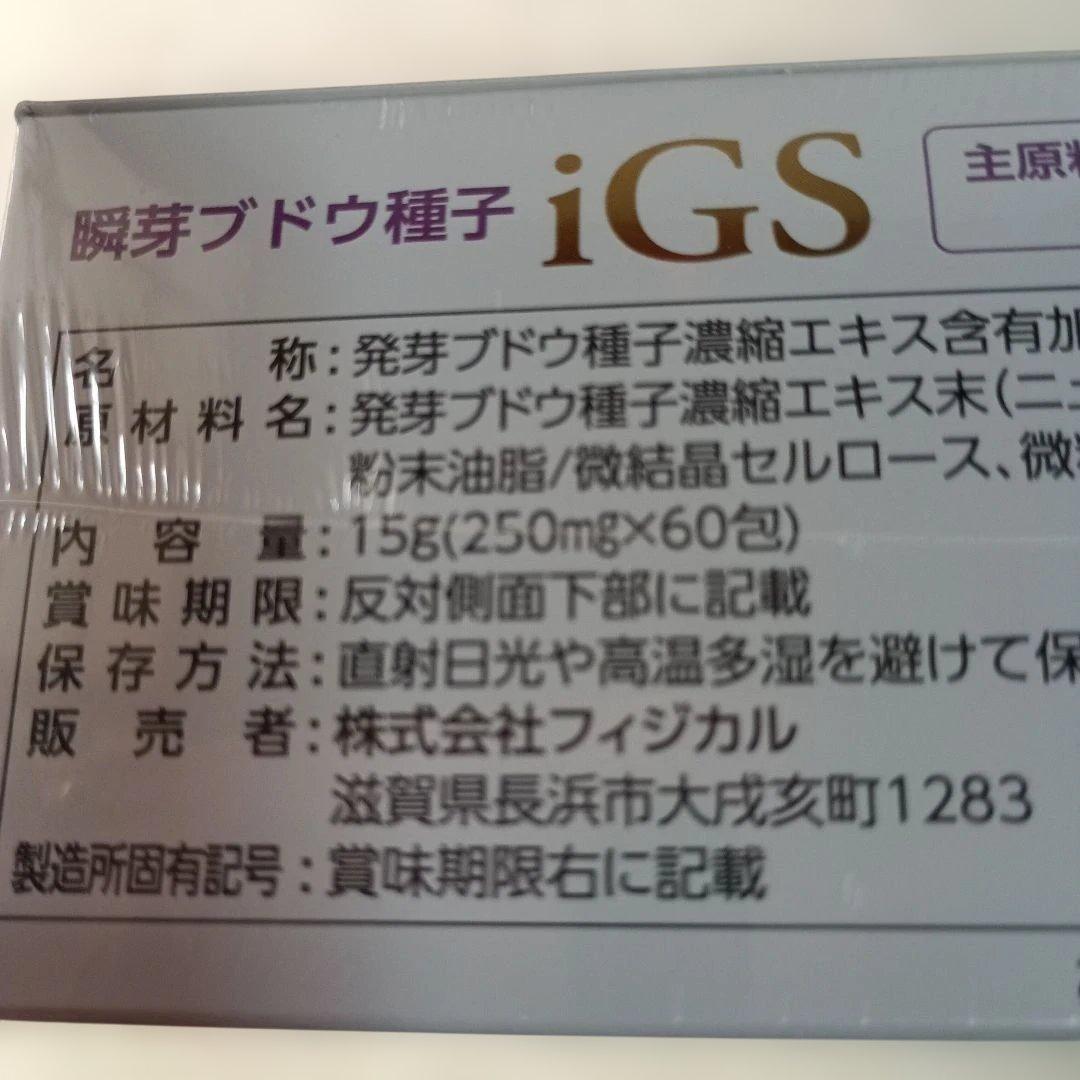 瞬芽ブドウ種子 iGS 主原料
名称:発芽ブドウ種子濃縮エキス含有加
原材料名:発芽ブドウ種子濃縮エキス末(ニュ
粉末油脂/微結晶セルロース、微
内容量:15g(250mg×60包)
賞味期限:反対側面下部に記載
保存方法:直射日光や高温多湿を避けて保
販売者:株式会社フィジカル
滋賀県長浜市大戌亥町1283
製造所固有記号:賞味期限右に記載